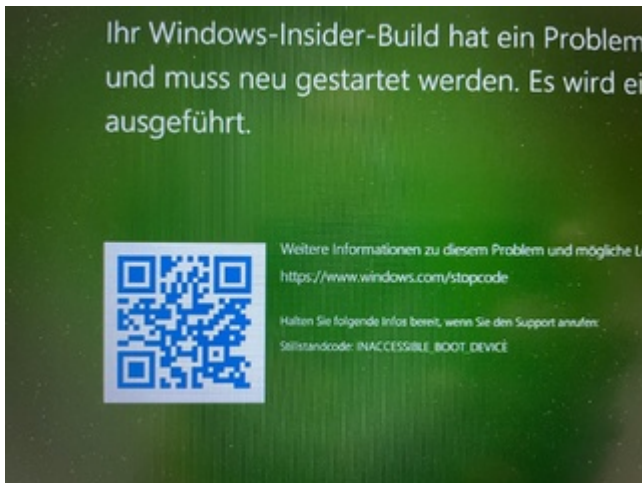 Ihr Windows-Insider-Build hat ein Problem
und muss neu gestartet werden. Es wird
ausgeführt.
Weitere Informationen zu diesem Problem und mögliche
https://www.windows.com/stopcode
Halten Sie folgende Infos bereit, wenn Sie den Support anrufen:
Stillstandcode: INACCESSIBLE_BOOT_DEVICE